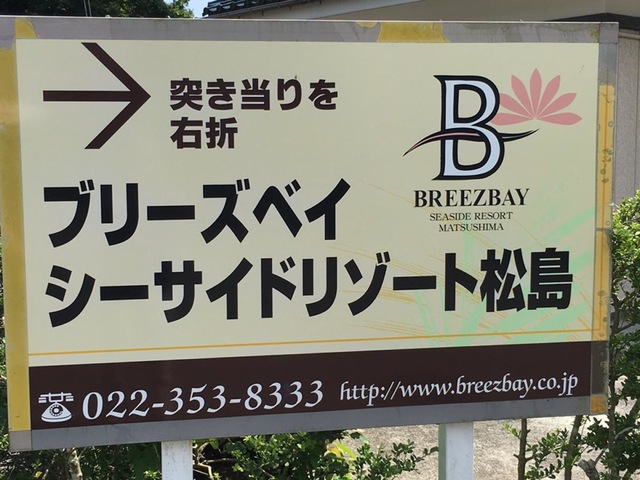 突き当りを
右折
B
BREEZBAY
SEASIDE RESORT
MATSUSHIMA
ブリーズベイ
シーサイドリゾート松島
022-353-8333 http://www.breezbay.co.jp